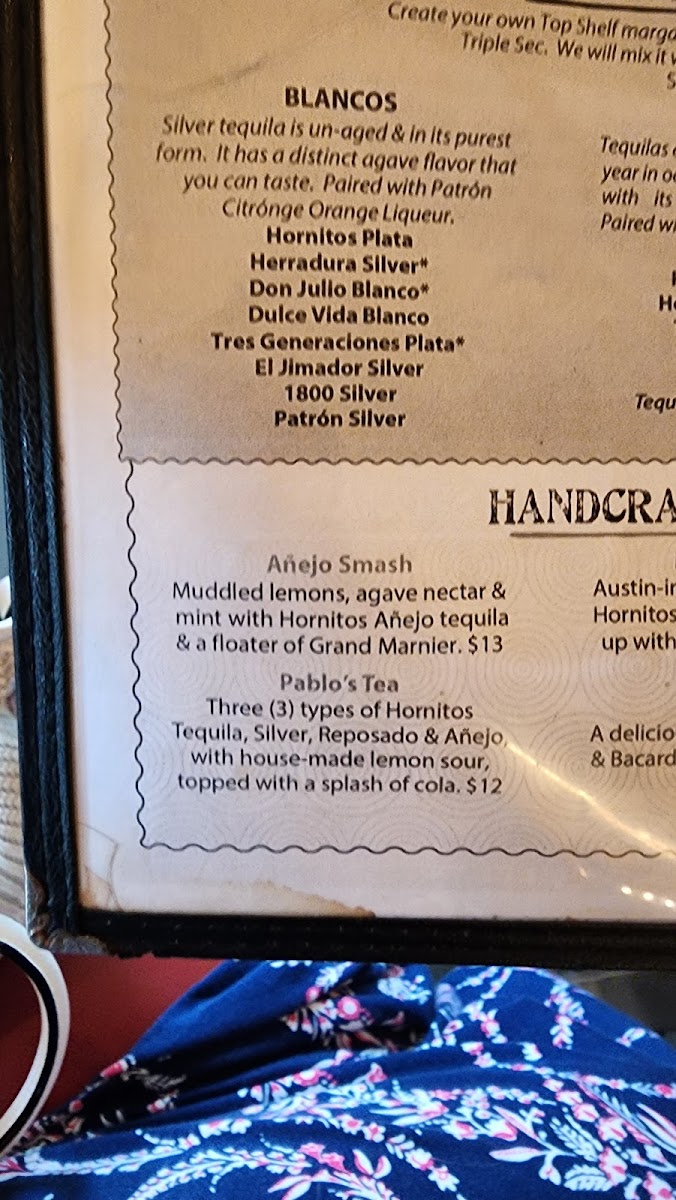 Create your own Top Shelf
Triple Sec. We will mix it
BLANCOS
Silver tequila is un-aged & in its purest
form. It has a distinct agave flavor that
you can taste. Paired with Patrón
Citrónge Orange Liqueur.
Hornitos Plata
Herradura Silver*
Don Julio Blanco*
Dulce Vida Blanco
Tres Generaciones Plata*
El Jimador Silver
1800 Silver
Patrón Silver
Tequilas
year in
with its
Paired
HANDCRA
Añejo Smash
Muddled lemons, agave nectar &
mint with Hornitos Añejo tequila
& a floater of Grand Marnier. $13
Pablo's Tea
Three (3) types of Hornitos
Tequila, Silver, Reposado & Añejo,
with house-made lemon sour,
topped with a splash of cola. $12
Austin-in
Hornitos
up with
A delicio
& Bacard